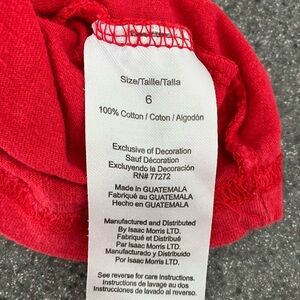 Size/Taille/Talla
6
100% Cotton / Coton / Algodón
Exclusive of Decoration
Sauf Décoration
Excluyendo la Decoración
RN# 77272
Made in GUATEMALA
Fabriqué au GUATEMALA
Hecho en GUATEMALA
Manufactured and Distributed
By Isaac Morris LTD.
Fabriqué et Distribué
Par Isaac Morris LTD.
Manufacturado y Distribuido
Por Isaac Morris LTD.
See reverse for care instructions.
Instructions de lavage au dos
Instrucciones de lavado al reverso.